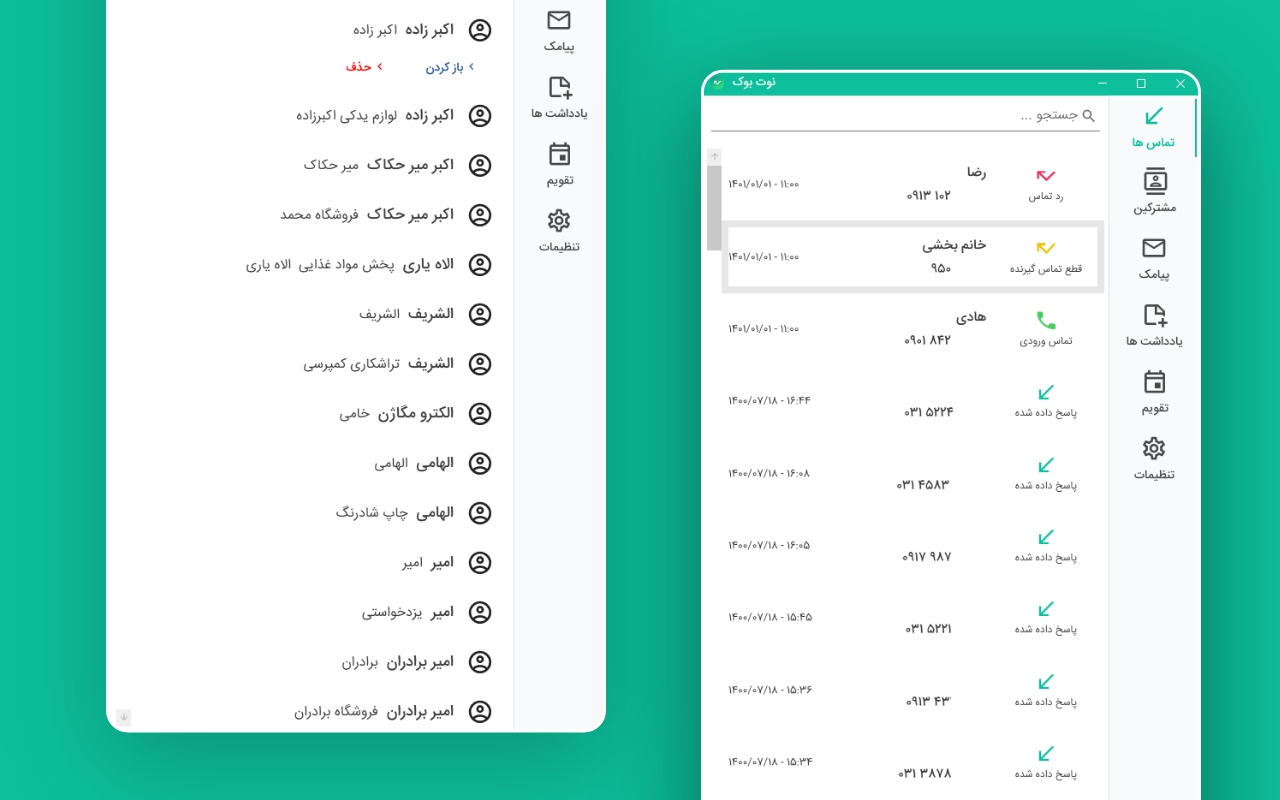 نوت بوک
جستجو ...
تماس ها
مشترکین
پیامک
یادداشت ها
تقویم
تنظیمات
رد تماس
رضا
۰۹۱۳ ۱۰۲
۱۴۰۱/۰۱/۰۱ - ۱۱:۰۰
قطع تماس گیرنده
خانم بخشی
۹۵۰
۱۴۰۱/۰۱/۰۱ - ۱۱:۰۰
تماس ورودی
هادی
۰۹۰۱ ۸۴۲
۱۴۰۱/۰۱/۰۱ - ۱۱:۰۰
پاسخ داده شده
۰۳۱ ۵۲۲۴
۱۴۰۰/۰۷/۱۸ - ۱۶:۴۴
پاسخ داده شده
۰۳۱ ۴۵۸۳
۱۴۰۰/۰۷/۱۸ - ۱۶:۰۸
پاسخ داده شده
۰۹۱۷ ۹۸۷
۱۴۰۰/۰۷/۱۸ - ۱۶:۰۵
پاسخ داده شده
۰۳۱ ۵۲۲۱
۱۴۰۰/۰۷/۱۸ - ۱۵:۴۵
پاسخ داده شده
۰۹۱۳ ۴۳
۱۴۰۰/۰۷/۱۸ - ۱۵:۳۶
پاسخ داده شده
۰۳۱ ۳۸۷۸
۱۴۰۰/۰۷/۱۸ - ۱۵:۳۴
پیامک
یادداشت ها
تقویم
تنظیمات
اکبر زاده اکبر زاده
باز کردن حذف
اکبر زاده لوازم یدکی اکبرزاده
اکبر میر حکاک میر حکاک
اکبر میر حکاک فروشگاه محمد
الاه یاری پخش مواد غذایی الاه یاری
الشریف الشریف
الشریف تراشکاری کمپرسی
الکترو مگاژن خامی
الهامی الهامی
الهامی چاپ شادرنگ
امیر امیر
امیر یزدخواستی
امیر برادران برادران
امیر برادران فروشگاه برادران